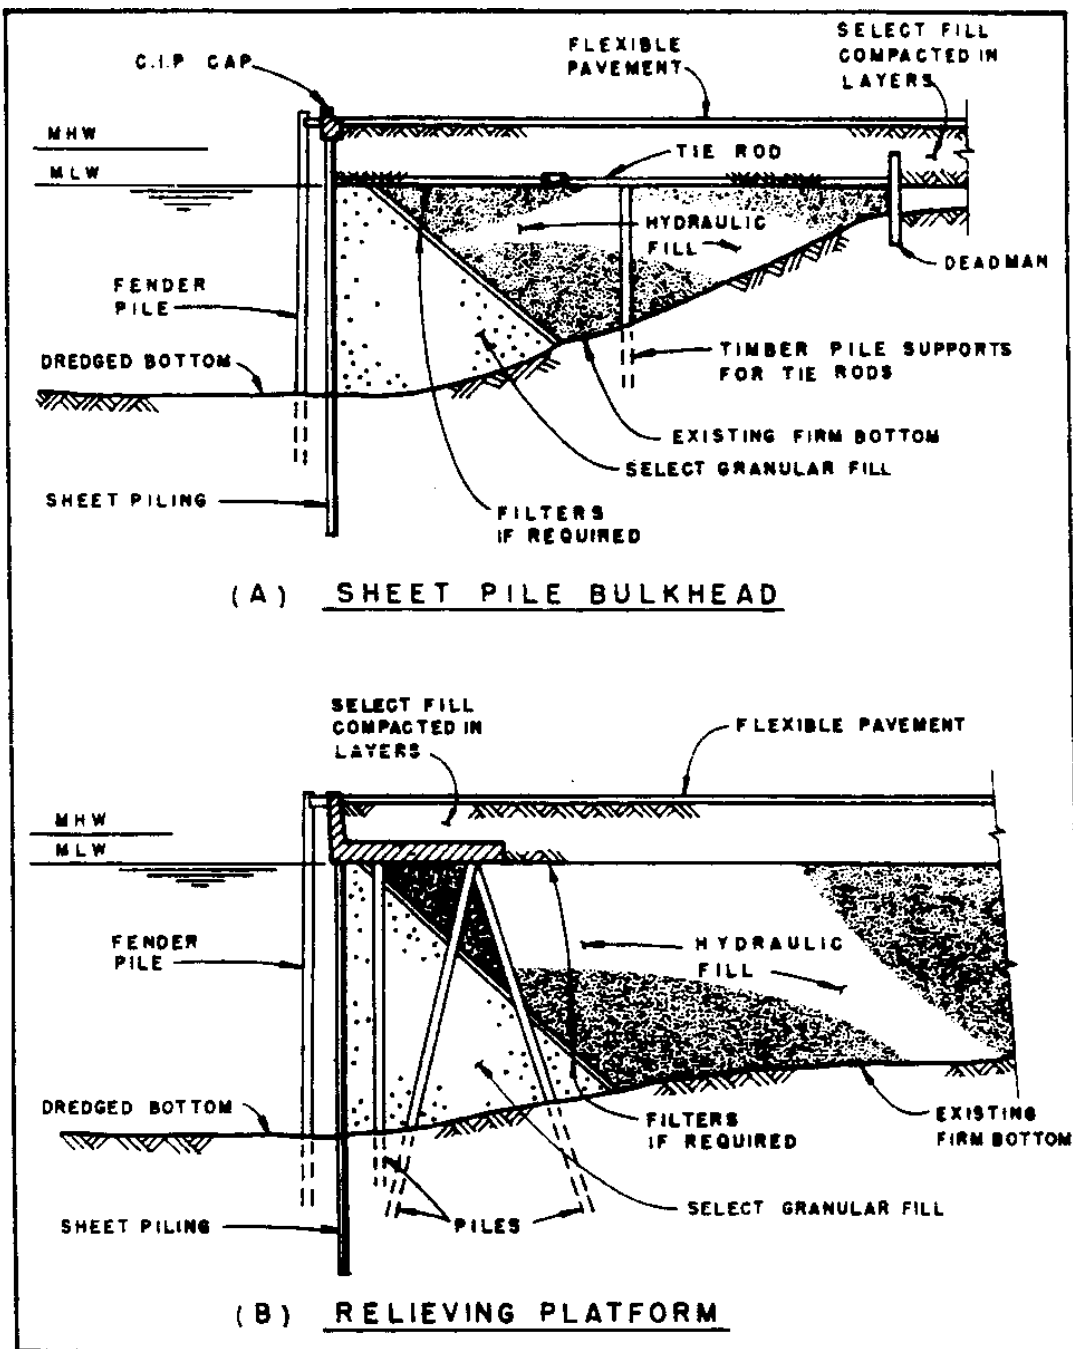 C.I.P CAP
FLEXIBLE
PAVEMENT
SELECT FILL
COMPACTED IN
LAYERS
MHW
MLW
TIE ROD
HYDRAULIC
FILL
DEADMAN
FENDER
PILE
DREDGED BOTTOM
TIMBER PILE SUPPORTS
FOR TIE RODS
EXISTING FIRM BOTTOM
SELECT GRANULAR FILL
SHEET PILING
FILTERS
IF REQUIRED
(A) SHEET PILE BULKHEAD
SELECT FILL
COMPACTED IN
LAYERS
FLEXIBLE PAVEMENT
MHW
MLW
FENDER
PILE
HYDRAULIC
FILL
DREDGED BOTTOM
FILTERS
IF REQUIRED
EXISTING
FIRM BOTTOM
SELECT GRANULAR FILL
SHEET PILING
PILES
(B) RELIEVING PLATFORM